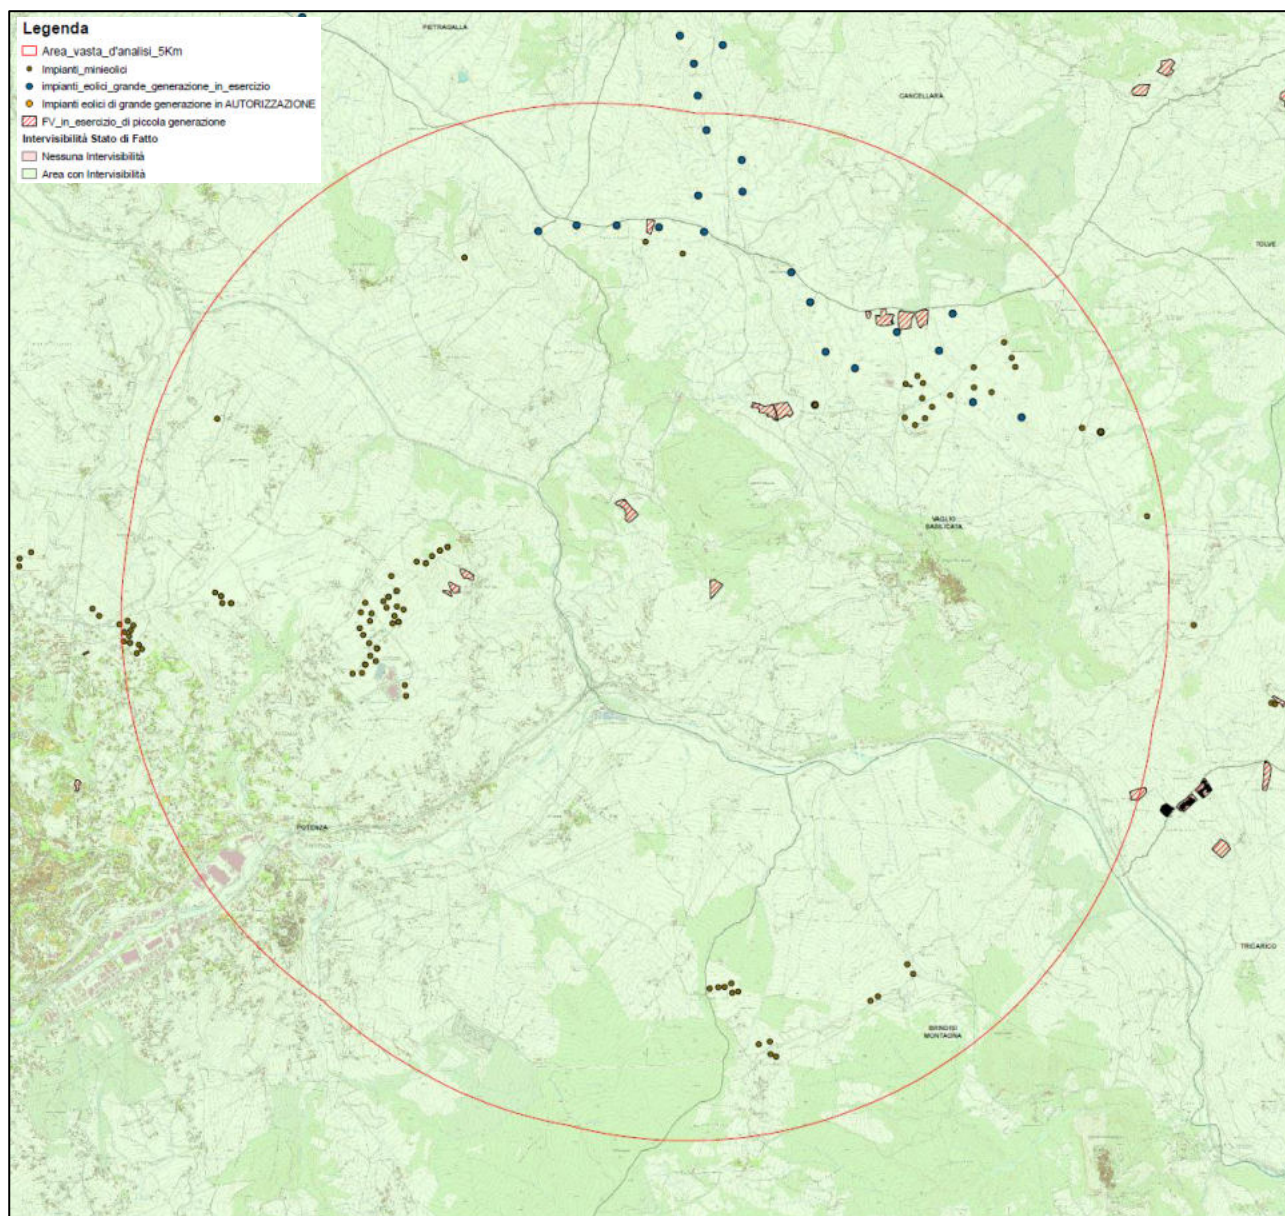 Legenda
Area_vasta_d'analisi_5Km
Impianti_minieolici
impianti_eolici_grande_generazione_in_esercizio
Impianti eolici di grande generazione in AUTORIZZAZIONE
FV_in_esercizio_di piccola generazione
Intervisibilità Stato di Fatto
Nessuna Intervisibilità
Area con Intervisibilità
PIETRAGALLA
CANCELLARA
TOLVE
VAGLIO
BASILICATA
POTENZA
TRICARICO
BRINDISI
MONTAGNA